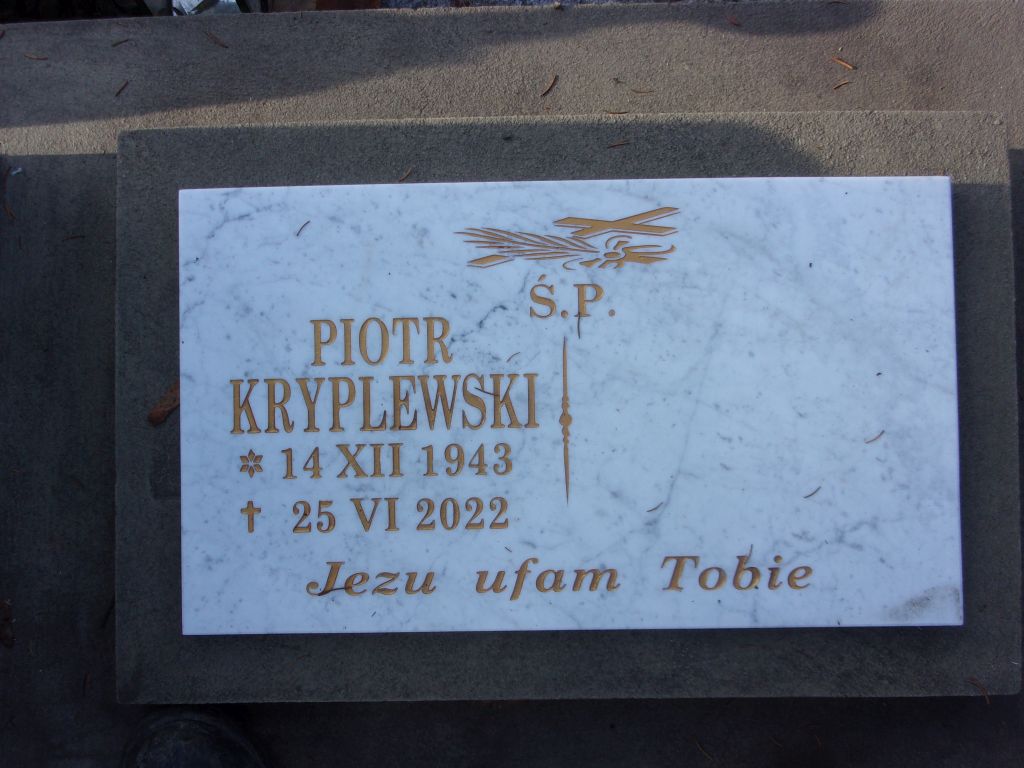 Ś.P.
PIOTR
KRYPLEWSKI
✲ 14 XII 1943
✝ 25 VI 2022
Jezu ufam Tobie